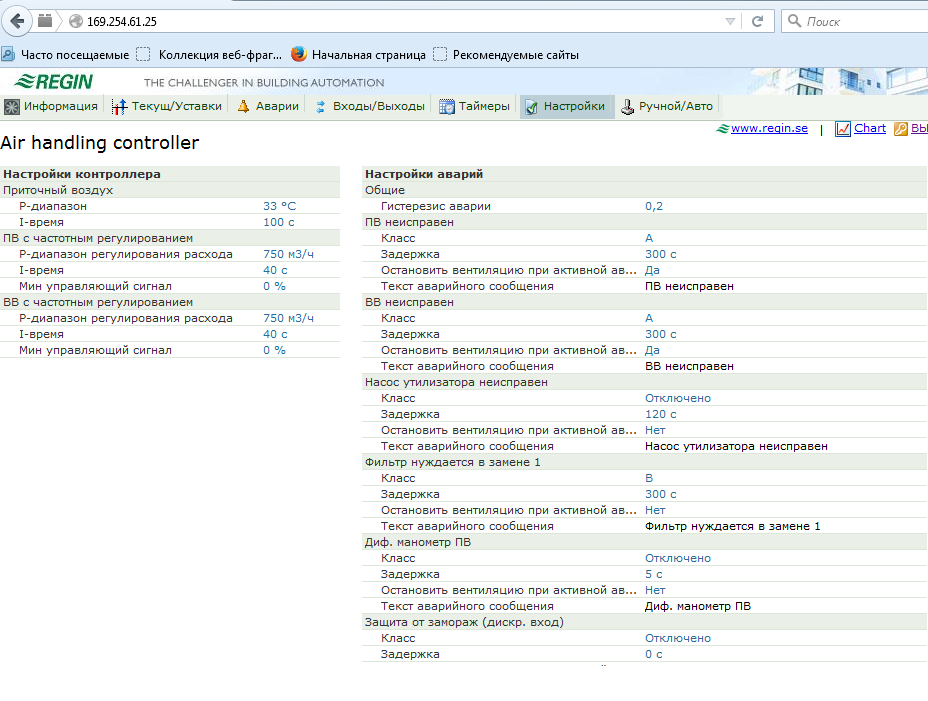 169.254.61.25
Поиск
Часто посещаемые Коллекция веб-фраг... Начальная страница Рекомендуемые сайты
REGIN THE CHALLENGER IN BUILDING AUTOMATION
Информация Текущ/Уставки Аварии Входы/Выходы Таймеры Настройки Ручной/Авто
www.regin.se | Chart Вы
Air handling controller
Настройки контроллера
Приточный воздух
P-диапазон 33 °C
I-время 100 с
ПВ с частотным регулированием
P-диапазон регулирования расхода 750 м3/ч
I-время 40 с
Мин управляющий сигнал 0 %
ВВ с частотным регулированием
P-диапазон регулирования расхода 750 м3/ч
I-время 40 с
Мин управляющий сигнал 0 %
Настройки аварий
Общие
Гистерезис аварии 0,2
ПВ неисправен
Класс A
Задержка 300 с
Остановить вентиляцию при активной ав... Да
Текст аварийного сообщения ПВ неисправен
ВВ неисправен
Класс A
Задержка 300 с
Остановить вентиляцию при активной ав... Да
Текст аварийного сообщения ВВ неисправен
Насос утилизатора неисправен
Класс Отключено
Задержка 120 с
Остановить вентиляцию при активной ав... Нет
Текст аварийного сообщения Насос утилизатора неисправен
Фильтр нуждается в замене 1
Класс B
Задержка 300 с
Остановить вентиляцию при активной ав... Нет
Текст аварийного сообщения Фильтр нуждается в замене 1
Диф. манометр ПВ
Класс Отключено
Задержка 5 с
Остановить вентиляцию при активной ав... Нет
Текст аварийного сообщения Диф. манометр ПВ
Защита от замораж (дискр. вход)
Класс Отключено
Задержка 0 с